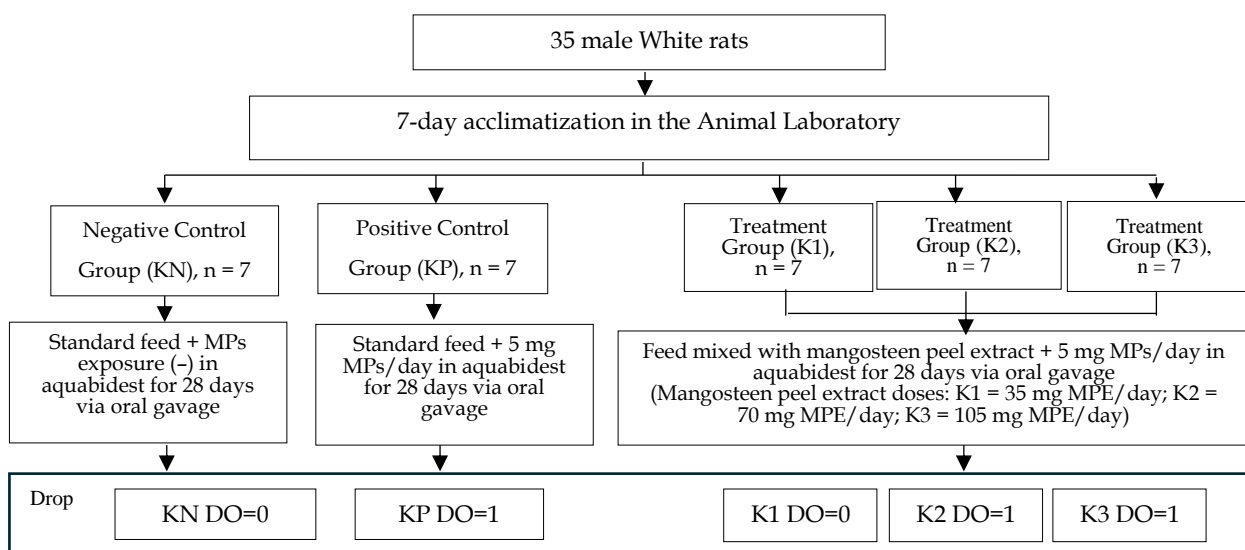 35 male White rats
7-day acclimatization in the Animal Laboratory
Negative Control
Group (KN), n = 7
Positive Control
Group (KP), n = 7
Treatment
Group (K1),
n = 7
Treatment
Group (K2),
n = 7
Treatment
Group (K3),
n = 7
Standard feed + MPs
exposure (–) in
aquabidest for 28 days
via oral gavage
Standard feed + 5 mg
MPs/day in aquabidest
for 28 days via oral
gavage
Feed mixed with mangosteen peel extract + 5 mg MPs/day in
aquabidest for 28 days via oral gavage
(Mangosteen peel extract doses: K1 = 35 mg MPE/day; K2 =
70 mg MPE/day; K3 = 105 mg MPE/day)
Drop
KN DO=0
KP DO=1
K1 DO=0
K2 DO=1
K3 DO=1